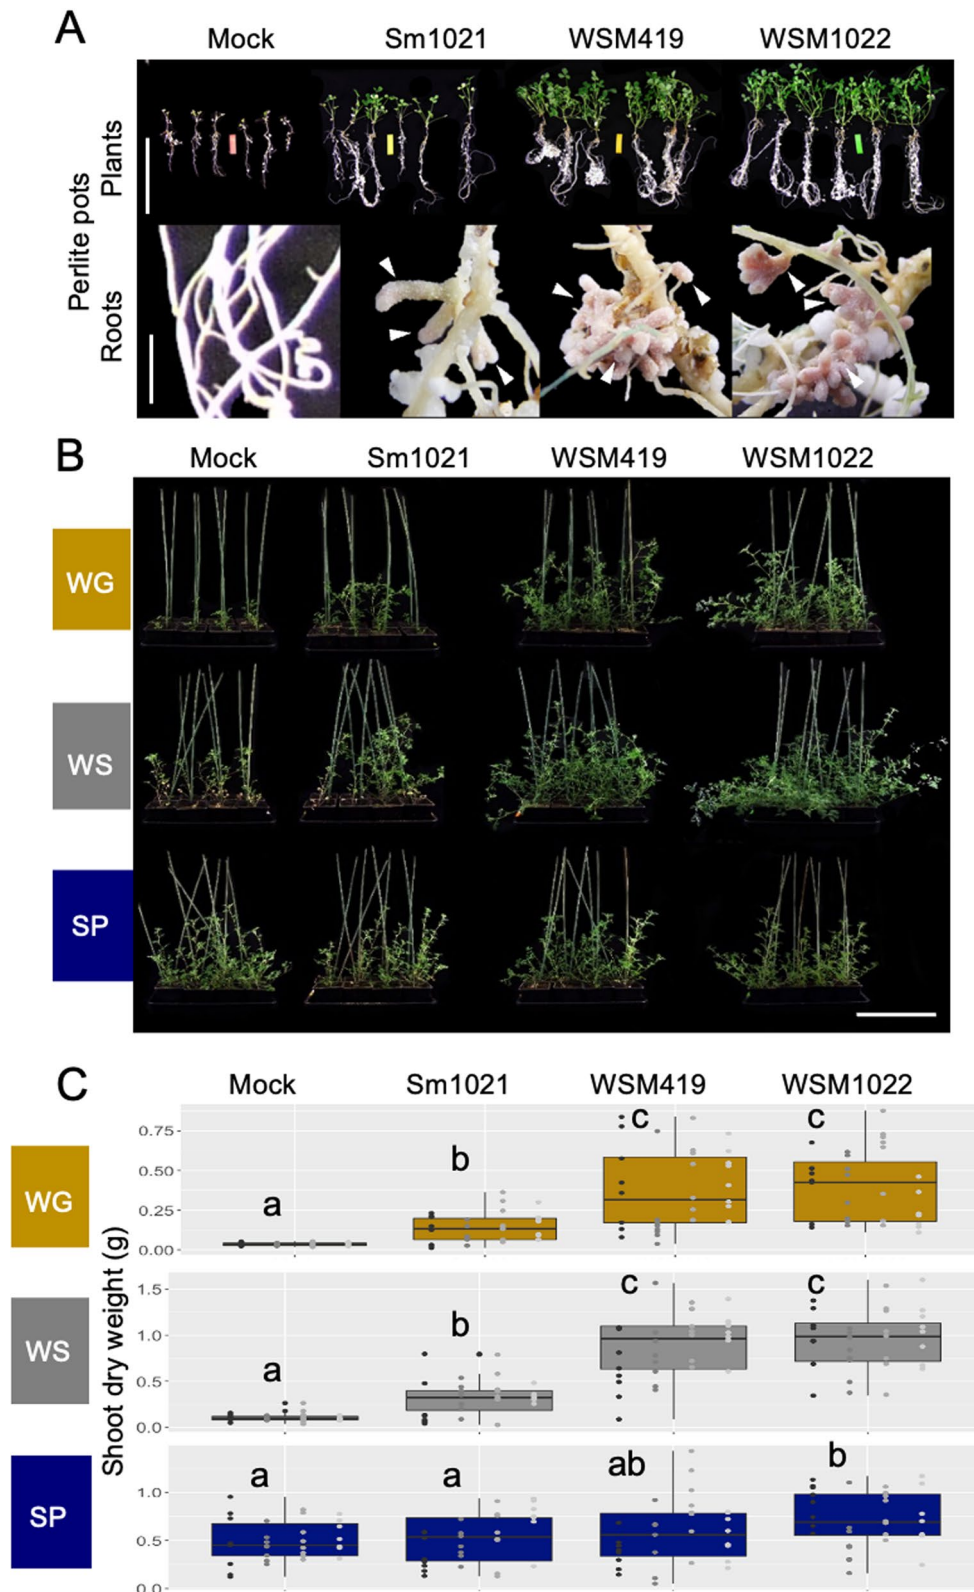 A
Mock Sm1021 WSM419 WSM1022
Perlite pots
Plants
Roots
B
Mock Sm1021 WSM419 WSM1022
WG
WS
SP
C
Mock Sm1021 WSM419 WSM1022
Shoot dry weight (g)
WG
0.75
0.50
0.25
0.00
a b c c
WS
1.5
1.0
0.5
0.0
a b c c
SP
1.0
0.5
0.0
a a ab b